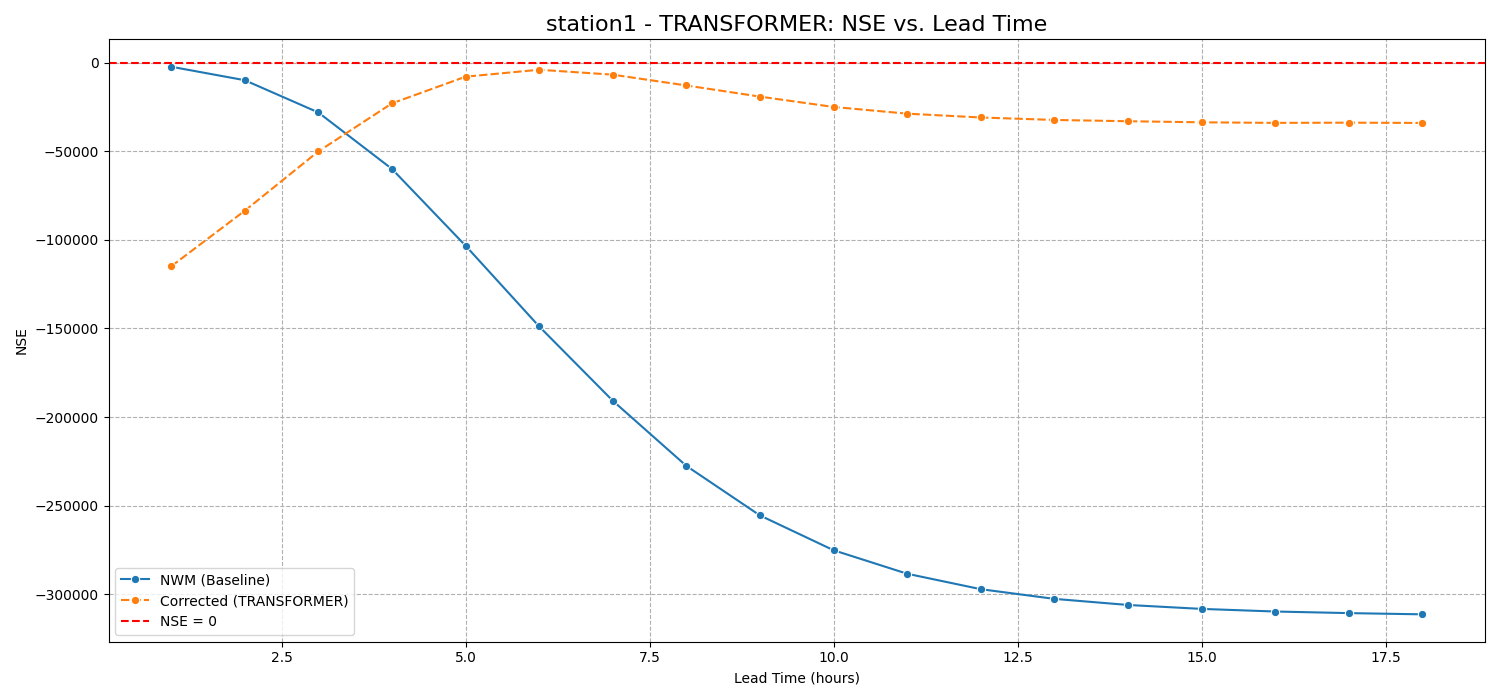 station1 - TRANSFORMER: NSE vs. Lead Time
NSE
0
−50000
−100000
−150000
−200000
−250000
−300000
NWM (Baseline)
Corrected (TRANSFORMER)
NSE = 0
2.5 5.0 7.5 10.0 12.5 15.0 17.5
Lead Time (hours)